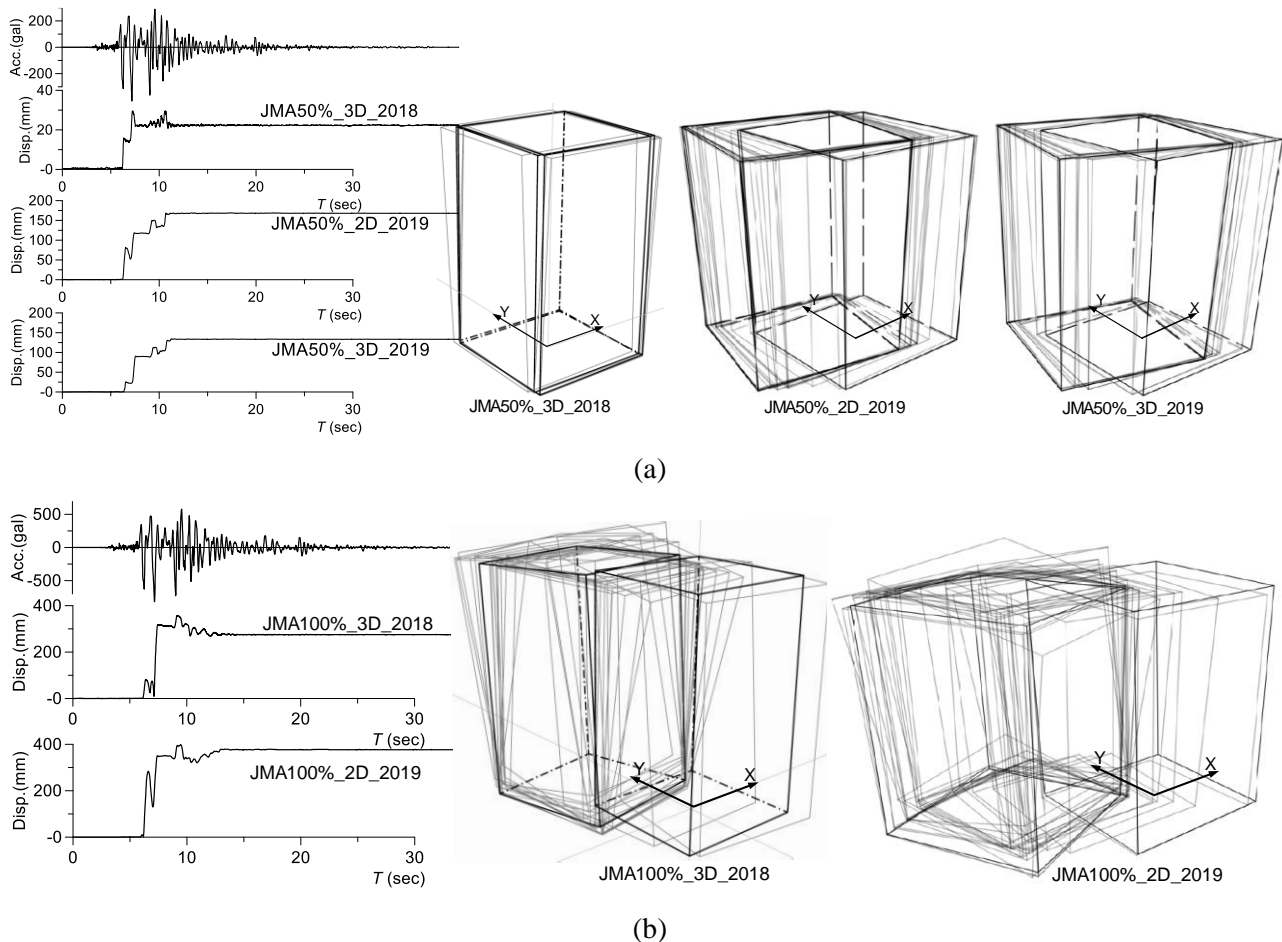 Acc.(gal)
200
0
-200
40
JMA50%_3D_2018
Disp.(mm)
20
-0
0 10 20 30
T (sec)
200
150
JMA50%_2D_2019
Disp.(mm)
100
50
-0
0 10 20 30
T (sec)
200
150
JMA50%_3D_2019
Disp.(mm)
100
50
-0
0 10 20 30
T (sec)
Y X
JMA50%_3D_2018
Y X
JMA50%_2D_2019
Y X
JMA50%_3D_2019
(a)
Acc.(gal)
500
0
-500
400
JMA100%_3D_2018
Disp.(mm)
200
-0
0 10 20 30
T (sec)
400
JMA100%_2D_2019
Disp.(mm)
200
-0
0 10 20 30
T (sec)
Y X
JMA100%_3D_2018
Y X
JMA100%_2D_2019
(b)